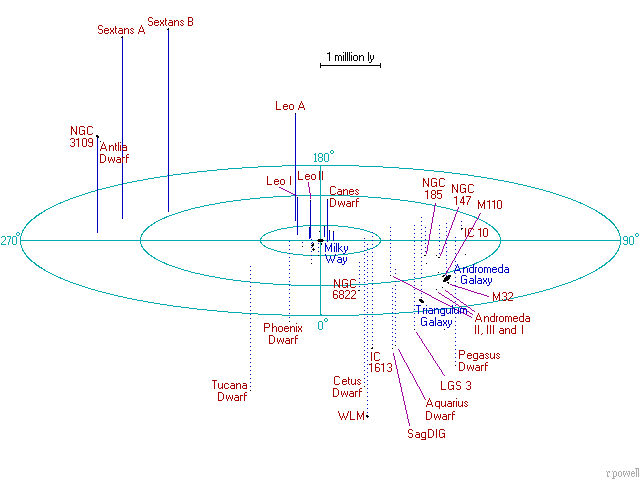 Sextans B
Sextans A
1 milllion ly
Leo A
NGC
3109
Antlia
Dwarf
180°
Leo I
Leo II
Canes
Dwarf
NGC
185
NGC
147
M110
IC 10
270°
90°
Milky
Way
Andromeda
Galaxy
NGC
6822
M32
Triangulum
Galaxy
Andromeda
II, III and I
0°
Phoenix
Dwarf
IC
1613
Pegasus
Dwarf
Tucana
Dwarf
Cetus
Dwarf
LGS 3
WLM
Aquarius
Dwarf
SagDIG
r powell